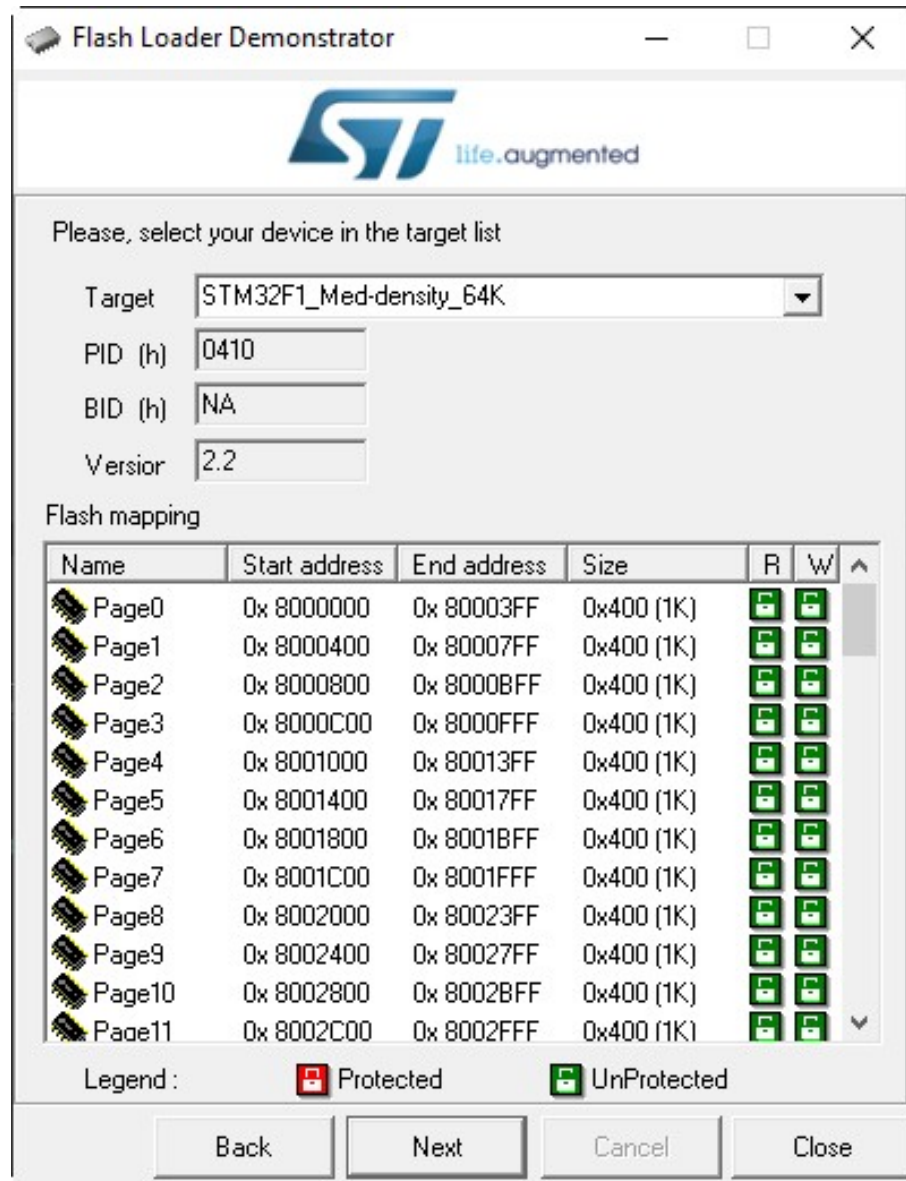 Flash Loader Demonstrator
ST life.augmented
Please, select your device in the target list
Target STM32F1_Med-density_64K
PID (h) 0410
BID (h) NA
Version 2.2
Flash mapping
Name Start address End address Size R W
Page0 0x 8000000 0x 80003FF 0x400 (1K)
Page1 0x 8000400 0x 80007FF 0x400 (1K)
Page2 0x 8000800 0x 8000BFF 0x400 (1K)
Page3 0x 8000C00 0x 8000FFF 0x400 (1K)
Page4 0x 8001000 0x 80013FF 0x400 (1K)
Page5 0x 8001400 0x 80017FF 0x400 (1K)
Page6 0x 8001800 0x 8001BFF 0x400 (1K)
Page7 0x 8001C00 0x 8001FFF 0x400 (1K)
Page8 0x 8002000 0x 80023FF 0x400 (1K)
Page9 0x 8002400 0x 80027FF 0x400 (1K)
Page10 0x 8002800 0x 8002BFF 0x400 (1K)
Page11 0x 8002C00 0x 8002FFF 0x400 (1K)
Legend : Protected UnProtected
Back Next Cancel Close